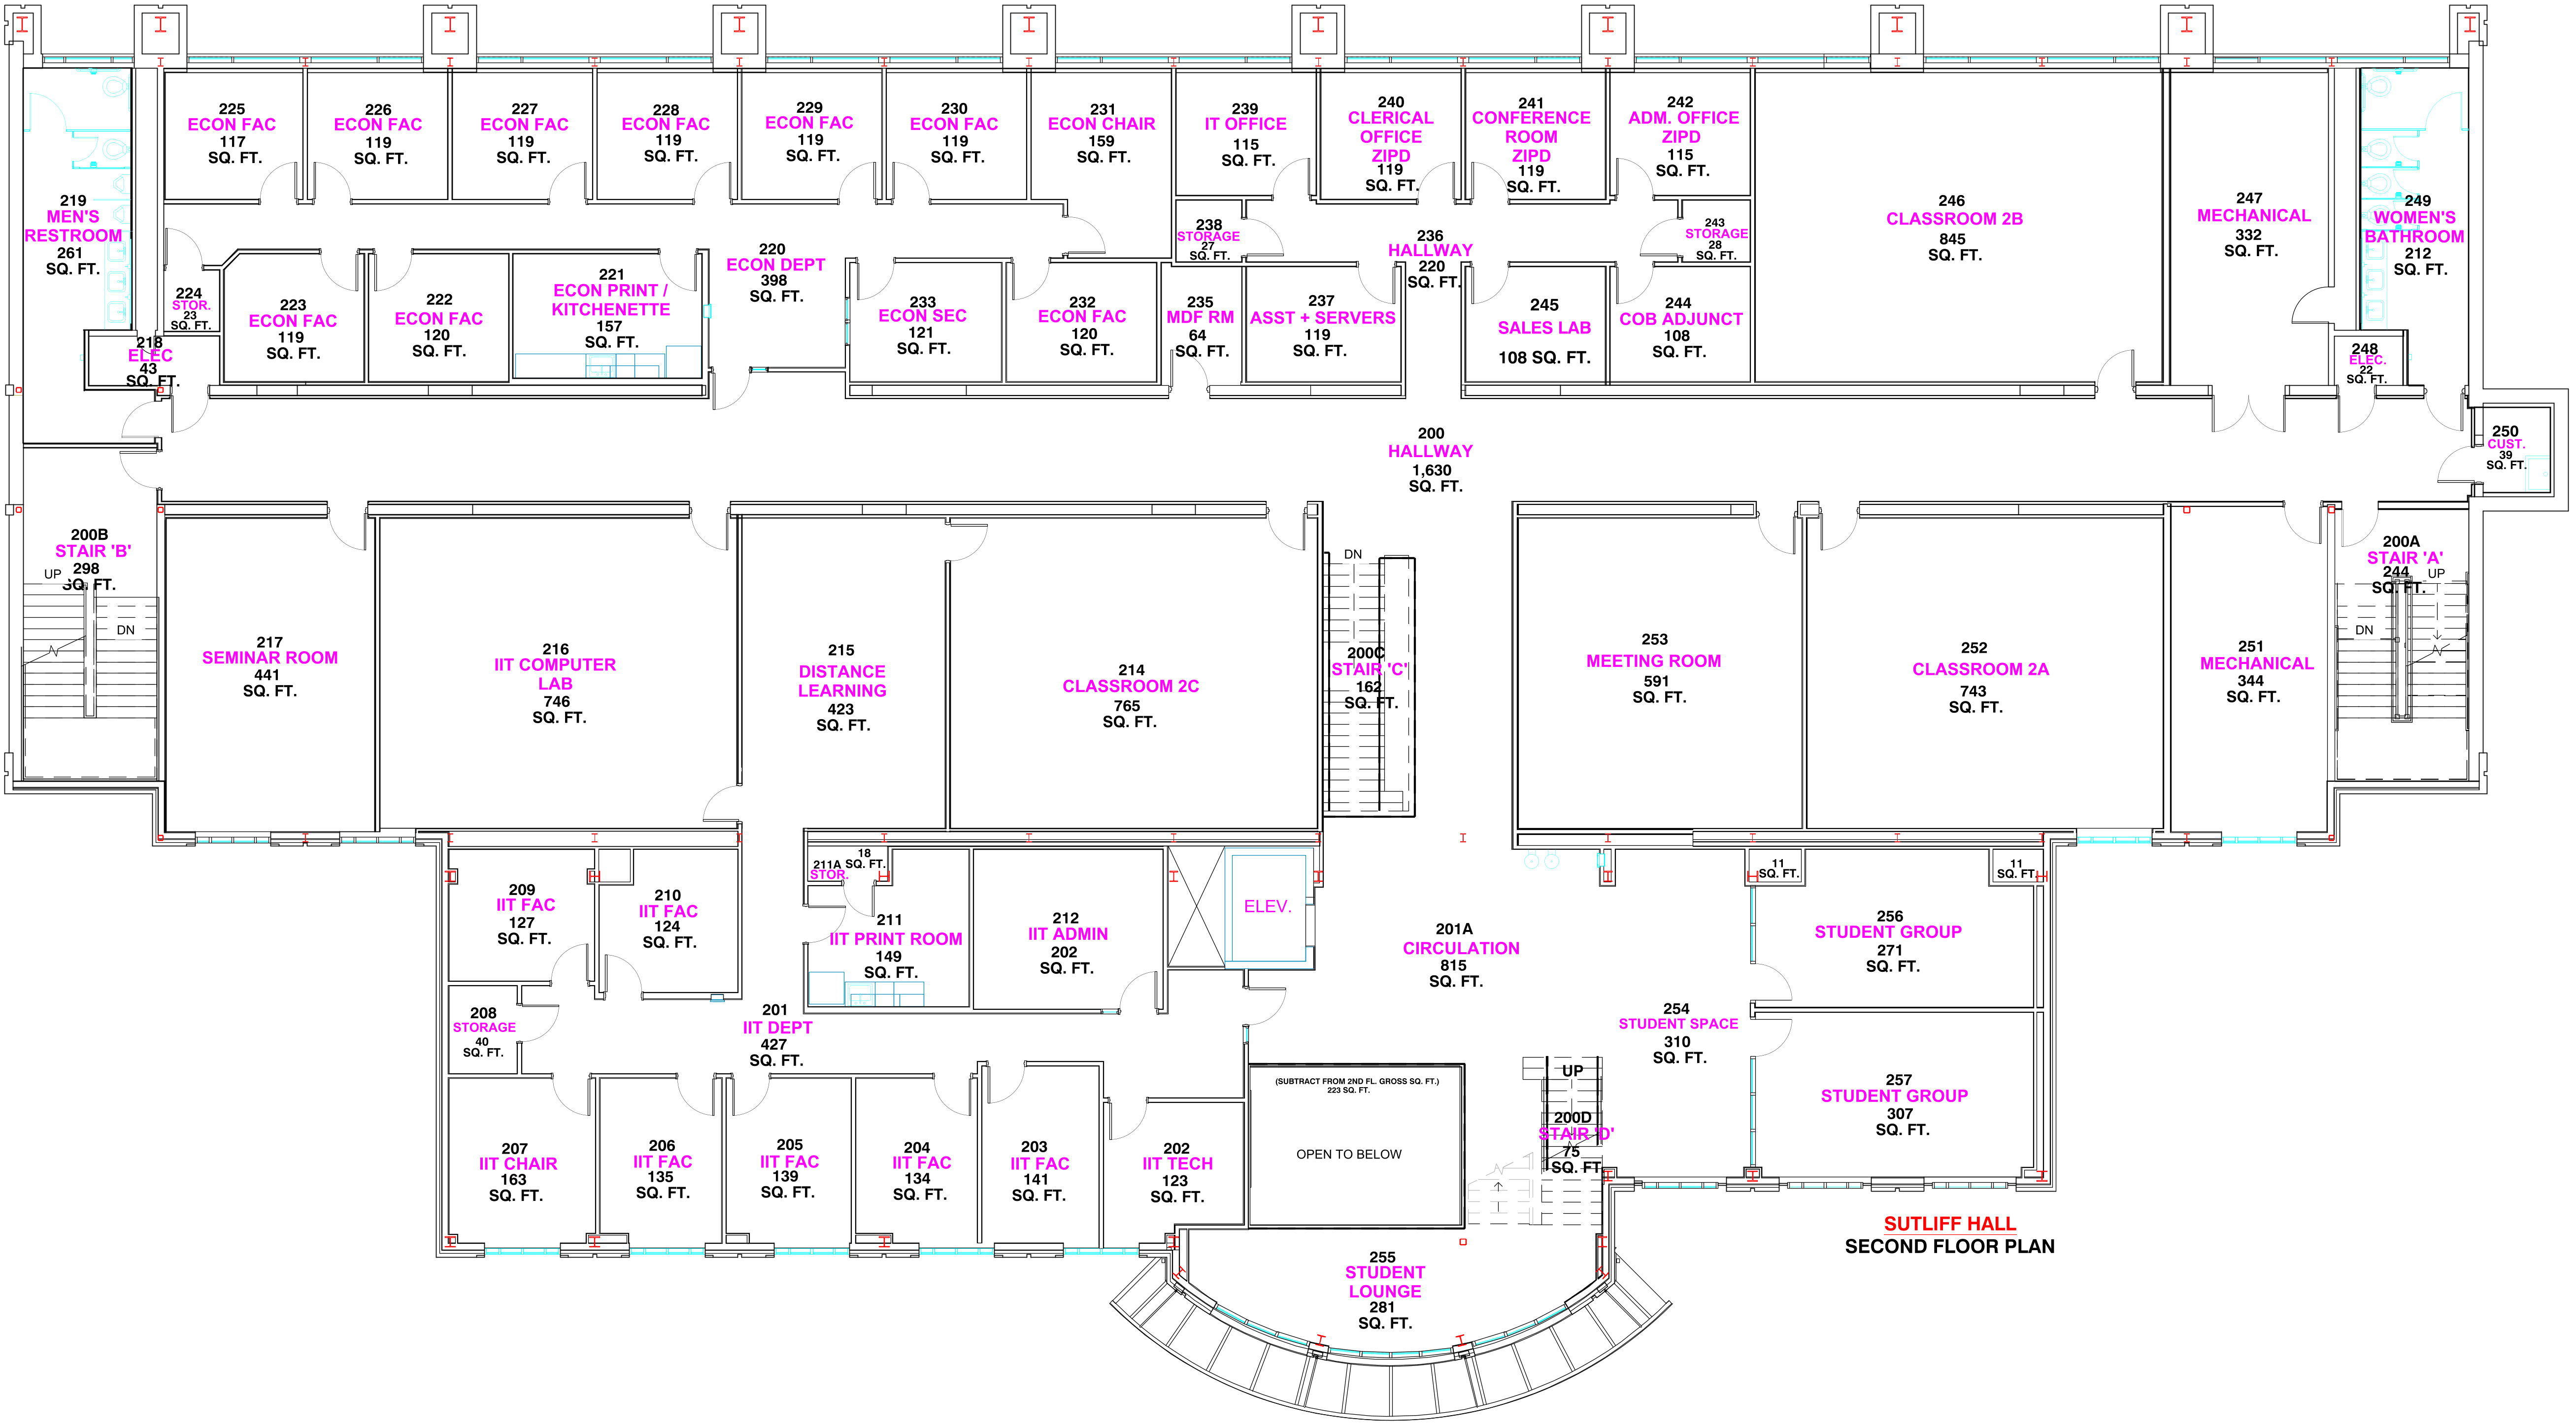 225
ECON FAC
117
SQ. FT.
226
ECON FAC
119
SQ. FT.
227
ECON FAC
119
SQ. FT.
228
ECON FAC
119
SQ. FT.
229
ECON FAC
119
SQ. FT.
230
ECON FAC
119
SQ. FT.
231
ECON CHAIR
159
SQ. FT.
239
IT OFFICE
115
SQ. FT.
240
CLERICAL
OFFICE
ZIPD
119
SQ. FT.
241
CONFERENCE
ROOM
ZIPD
119
SQ. FT.
242
ADM. OFFICE
ZIPD
115
SQ. FT.
219
MEN'S
RESTROOM
261
SQ. FT.
224
STOR.
23
SQ. FT.
218
ELEC
43
SQ. FT.
223
ECON FAC
119
SQ. FT.
222
ECON FAC
120
SQ. FT.
221
ECON PRINT /
KITCHENETTE
157
SQ. FT.
220
ECON DEPT
398
SQ. FT.
233
ECON SEC
121
SQ. FT.
232
ECON FAC
120
SQ. FT.
238
STORAGE
27
SQ. FT.
235
MDF RM
64
SQ. FT.
237
ASST + SERVERS
119
SQ. FT.
236
HALLWAY
220
SQ. FT.
243
STORAGE
28
SQ. FT.
245
SALES LAB
108 SQ. FT.
244
COB ADJUNCT
108
SQ. FT.
246
CLASSROOM 2B
845
SQ. FT.
247
MECHANICAL
332
SQ. FT.
249
WOMEN'S
BATHROOM
212
SQ. FT.
248
ELEC.
22
SQ. FT.
200
HALLWAY
1,630
SQ. FT.
250
CUST.
39
SQ. FT.
200B
STAIR 'B'
298
SQ. FT.
UP
DN
217
SEMINAR ROOM
441
SQ. FT.
216
IIT COMPUTER
LAB
746
SQ. FT.
215
DISTANCE
LEARNING
423
SQ. FT.
214
CLASSROOM 2C
765
SQ. FT.
DN
200C
STAIR 'C'
162
SQ. FT.
253
MEETING ROOM
591
SQ. FT.
252
CLASSROOM 2A
743
SQ. FT.
251
MECHANICAL
344
SQ. FT.
200A
STAIR 'A'
244
SQ. FT.
UP
DN
209
IIT FAC
127
SQ. FT.
210
IIT FAC
124
SQ. FT.
18
211A SQ. FT.
STOR.
211
IIT PRINT ROOM
149
SQ. FT.
212
IIT ADMIN
202
SQ. FT.
ELEV.
201A
CIRCULATION
815
SQ. FT.
11
SQ. FT.
11
SQ. FT.
256
STUDENT GROUP
271
SQ. FT.
208
STORAGE
40
SQ. FT.
201
IIT DEPT
427
SQ. FT.
254
STUDENT SPACE
310
SQ. FT.
257
STUDENT GROUP
307
SQ. FT.
207
IIT CHAIR
163
SQ. FT.
206
IIT FAC
135
SQ. FT.
205
IIT FAC
139
SQ. FT.
204
IIT FAC
134
SQ. FT.
203
IIT FAC
141
SQ. FT.
202
IIT TECH
123
SQ. FT.
(SUBTRACT FROM 2ND FL. GROSS SQ. FT.)
223 SQ. FT.
OPEN TO BELOW
UP
200D
STAIR 'D'
75
SQ. FT.
255
STUDENT
LOUNGE
281
SQ. FT.
SUTLIFF HALL
SECOND FLOOR PLAN